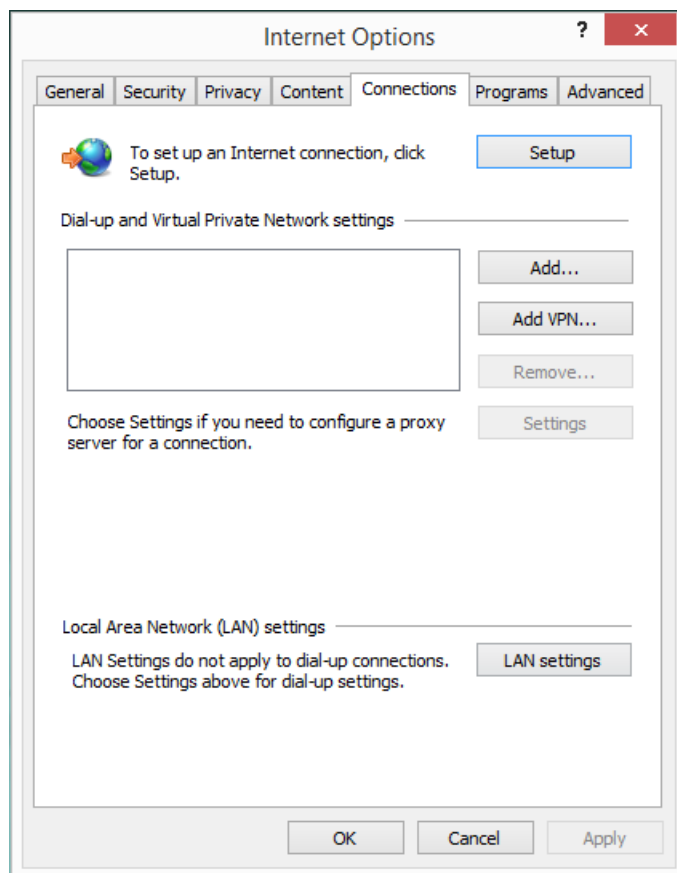 Internet Options
?
General Security Privacy Content Connections Programs Advanced
To set up an Internet connection, click
Setup.
Setup
Dial-up and Virtual Private Network settings
Add...
Add VPN...
Remove...
Choose Settings if you need to configure a proxy
server for a connection.
Settings
Local Area Network (LAN) settings
LAN Settings do not apply to dial-up connections.
Choose Settings above for dial-up settings.
LAN settings
OK Cancel Apply